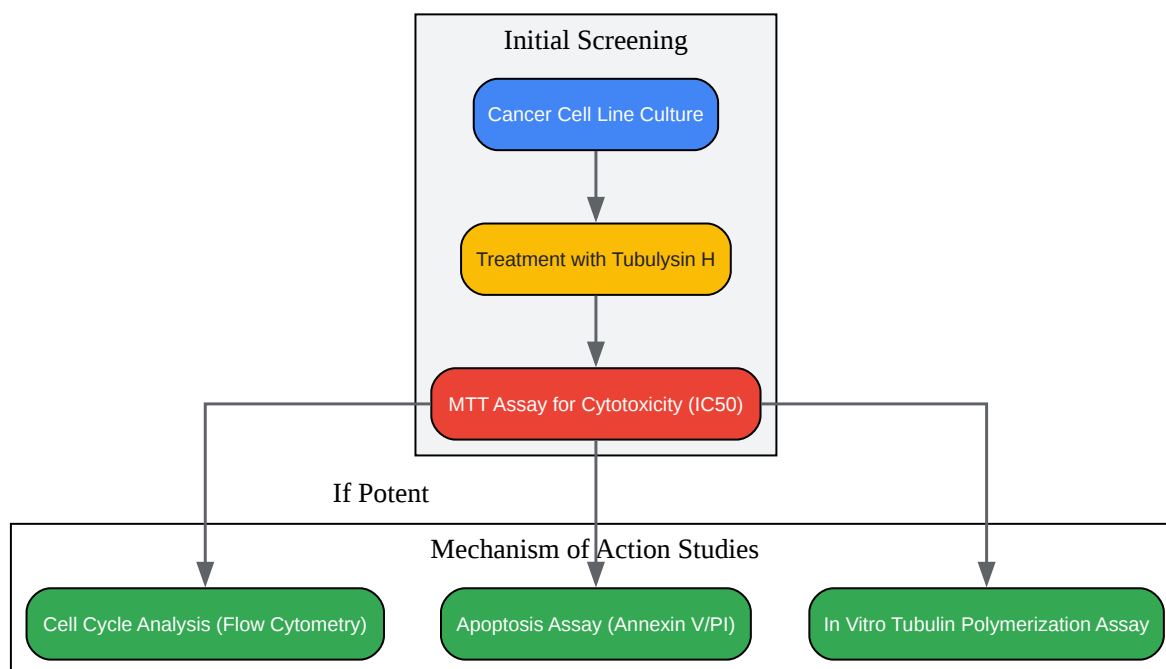 Initial Screening
Cancer Cell Line Culture
Treatment with Tubulysin H
MTT Assay for Cytotoxicity (IC50)
If Potent
Mechanism of Action Studies
Cell Cycle Analysis (Flow Cytometry)
Apoptosis Assay (Annexin V/PI)
In Vitro Tubulin Polymerization Assay